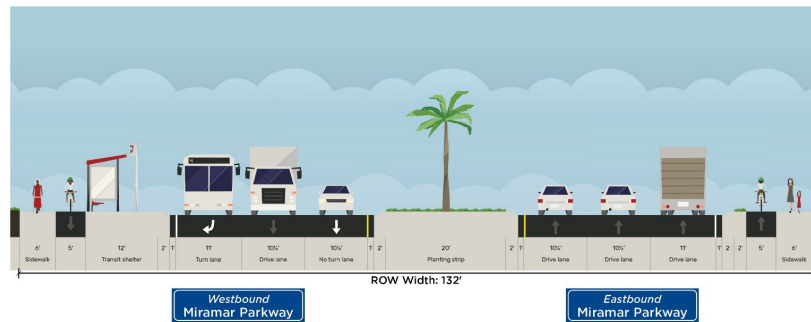 6' 5' 12' 2' 1' 11' 10½' 10½' 1' 2' 20' 2' 1' 10½' 10½' 11' 1' 2' 2' 5' 6'
Sidewalk Transit shelter Turn lane Drive lane No turn lane Planting strip Drive lane Drive lane Drive lane Sidewalk
ROW Width: 132'
Westbound
Miramar Parkway
Eastbound
Miramar Parkway